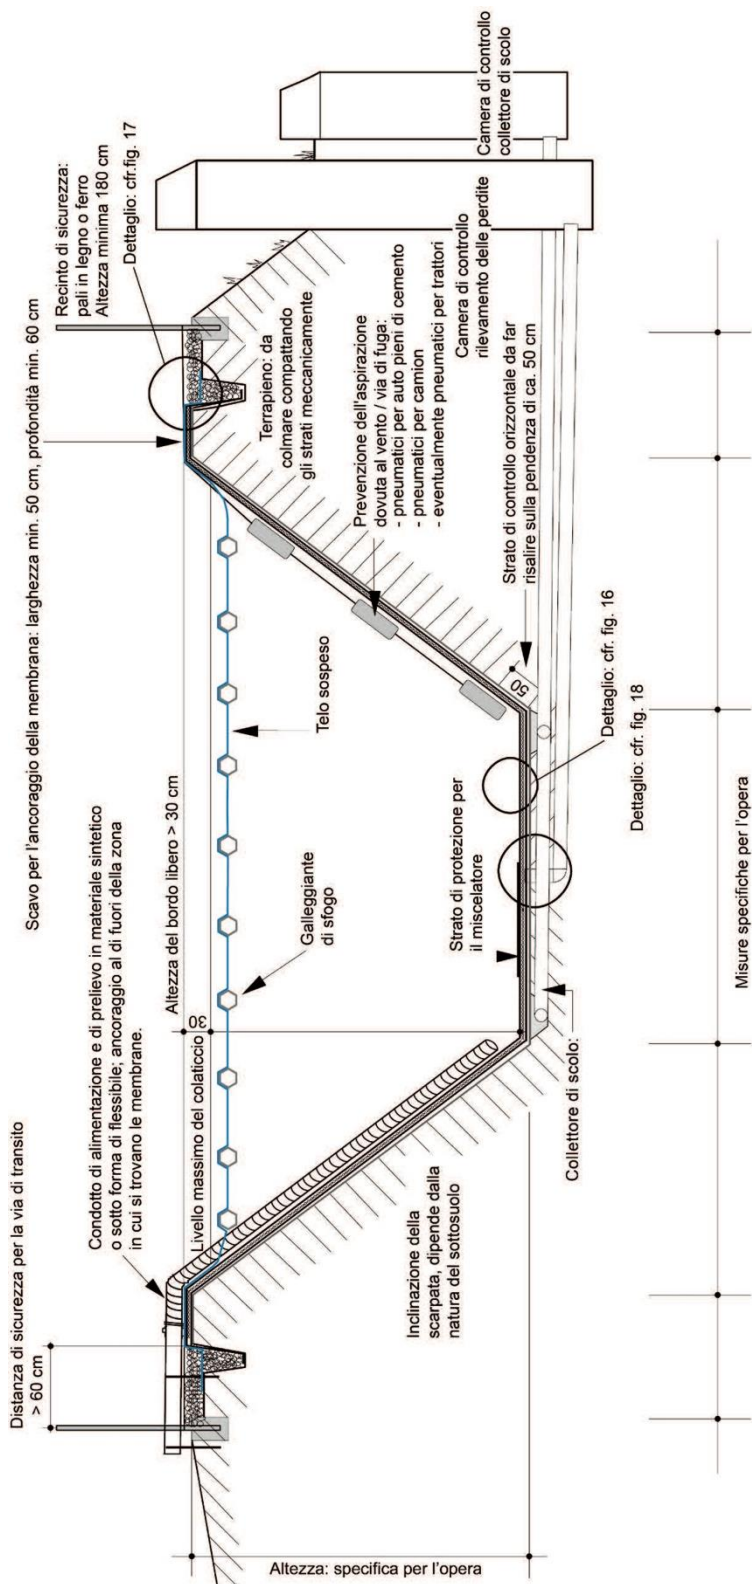 Distanza di sicurezza per la via di transito
> 60 cm
Condotto di alimentazione e di prelievo in materiale sintetico
o sotto forma di flessibile; ancoraggio al di fuori della zona
in cui si trovano le membrane.
Scavo per l'ancoraggio della membrana: larghezza min. 50 cm, profondità min. 60 cm
Recinto di sicurezza:
pali in legno o ferro
Altezza minima 180 cm
Dettaglio: cfr.fig. 17
Altezza del bordo libero > 30 cm
30
Livello massimo del colaticcio
Galleggiante
di sfogo
Telo sospeso
Terrapieno: da
colmare compattando
gli strati meccanicamente
Prevenzione dell'aspirazione
dovuta al vento / via di fuga:
- pneumatici per auto pieni di cemento
- pneumatici per camion
- eventualmente pneumatici per trattori
Camera di controllo
rilevamento delle perdite
Camera di controllo
collettore di scolo
Inclinazione della
scarpata, dipende dalla
natura del sottosuolo
Strato di protezione per
il miscelatore
Strato di controllo orizzontale da far
risalire sulla pendenza di ca. 50 cm
50
Collettore di scolo:
Dettaglio: cfr. fig. 16
Dettaglio: cfr. fig. 18
Altezza: specifica per l'opera
Misure specifiche per l'opera